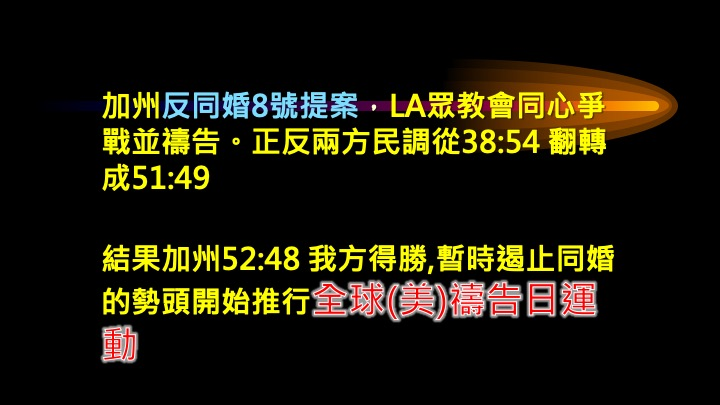 加州反同婚8號提案，LA眾教會同心爭
戰並禱告。正反兩方民調從38:54 翻轉
成51:49
結果加州52:48 我方得勝,暫時遏止同婚
的勢頭開始推行全球(美)禱告日運
動